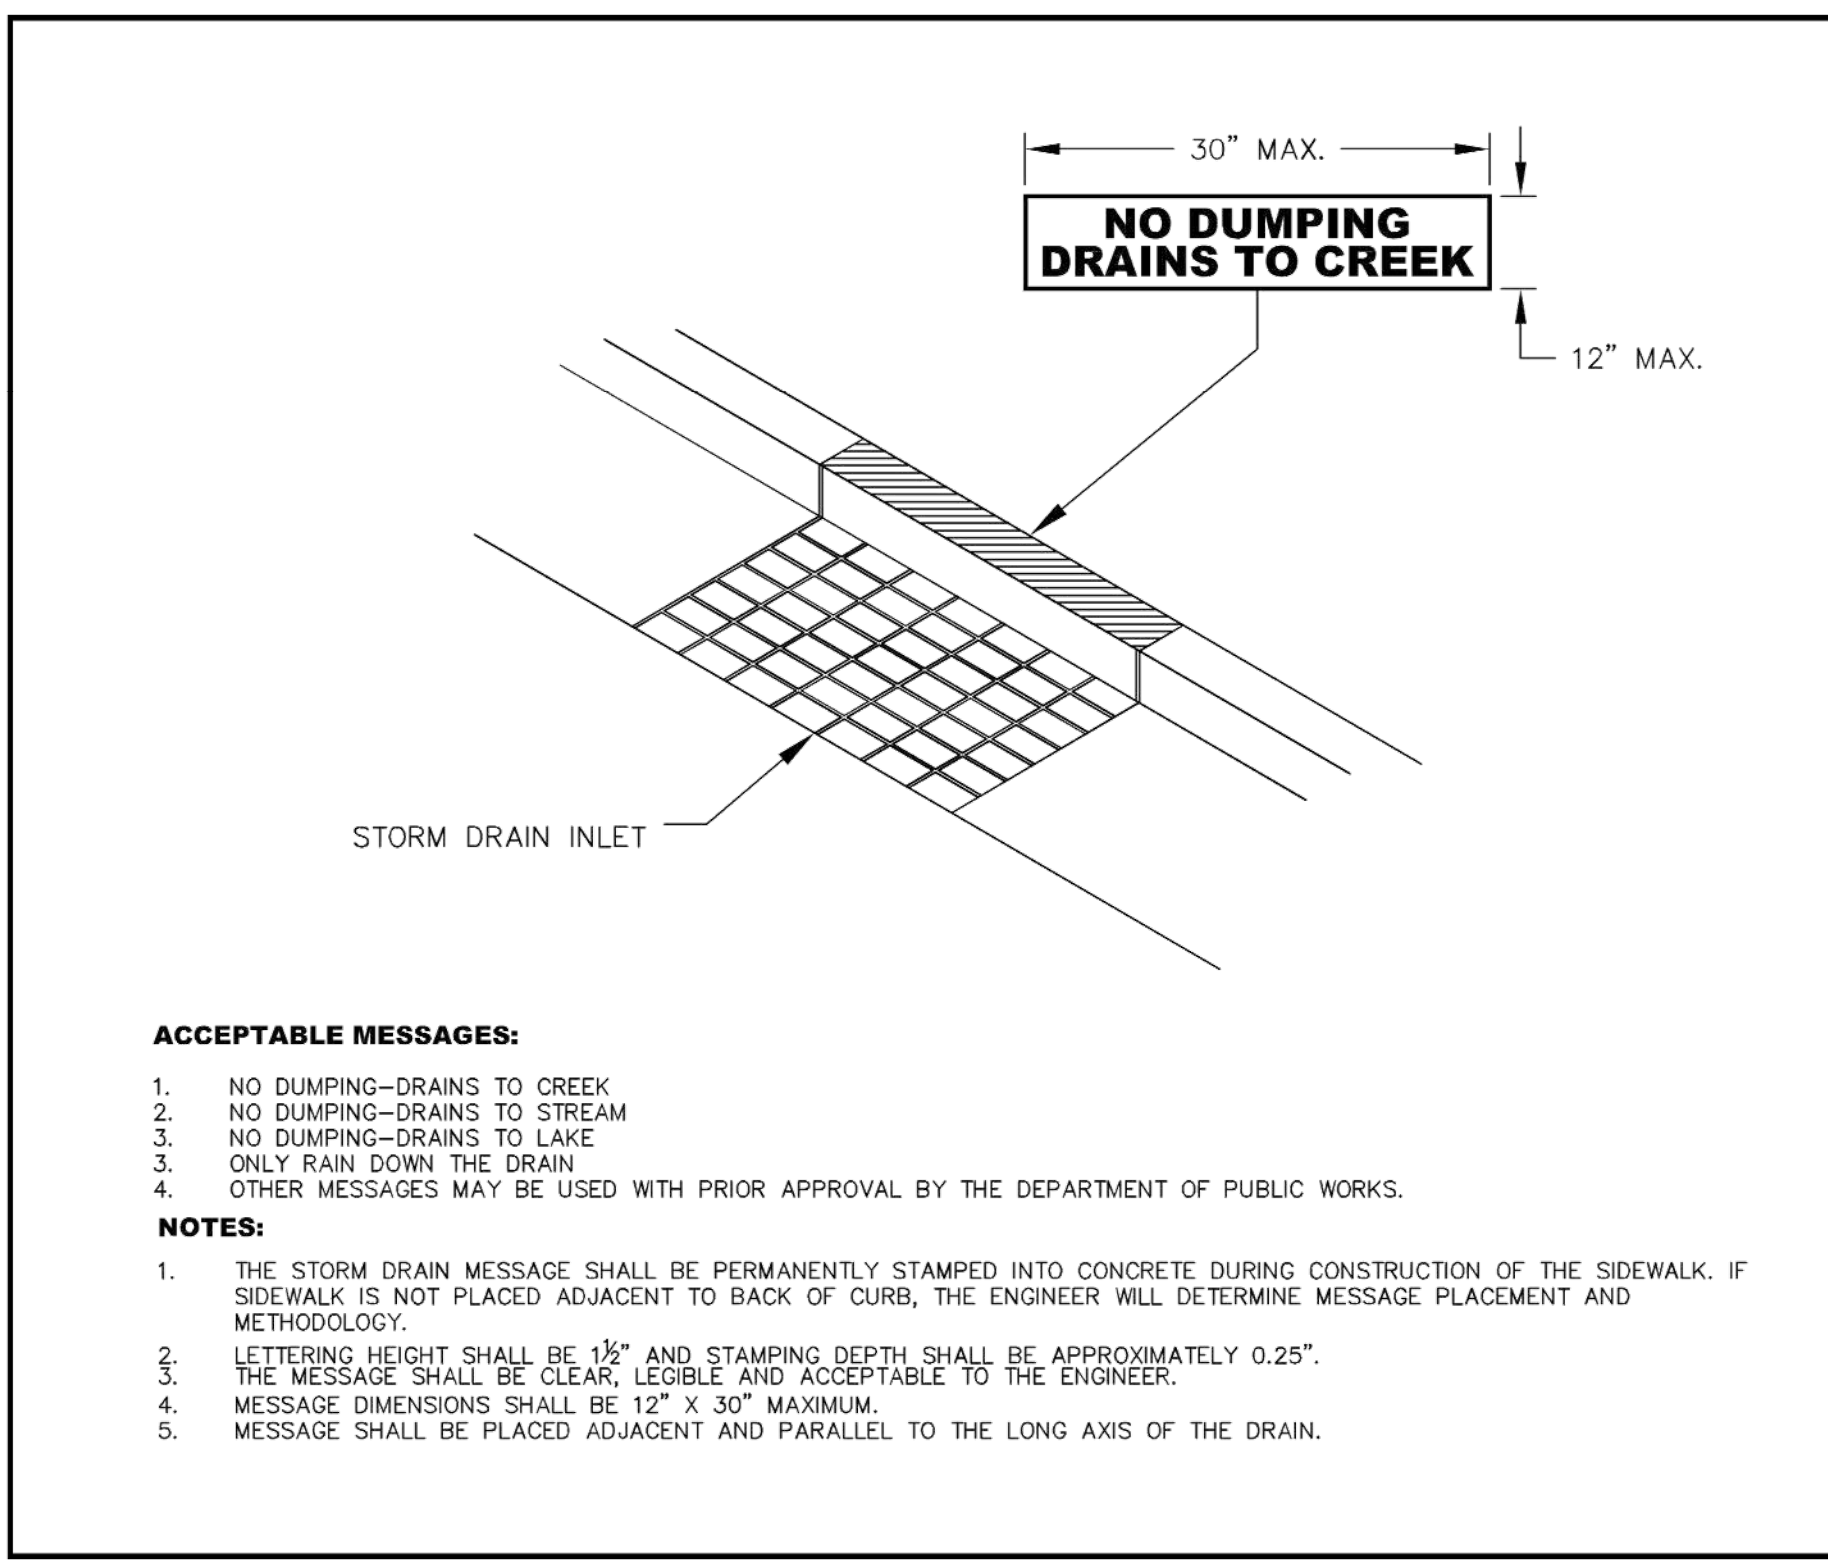 30” MAX.
NO DUMPING
DRAINS TO CREEK
12” MAX.
STORM DRAIN INLET
ACCEPTABLE MESSAGES:
1. NO DUMPING–DRAINS TO CREEK
2. NO DUMPING–DRAINS TO STREAM
3. NO DUMPING–DRAINS TO LAKE
3. ONLY RAIN DOWN THE DRAIN
4. OTHER MESSAGES MAY BE USED WITH PRIOR APPROVAL BY THE DEPARTMENT OF PUBLIC WORKS.
NOTES:
1. THE STORM DRAIN MESSAGE SHALL BE PERMANENTLY STAMPED INTO CONCRETE DURING CONSTRUCTION OF THE SIDEWALK. IF
SIDEWALK IS NOT PLACED ADJACENT TO BACK OF CURB, THE ENGINEER WILL DETERMINE MESSAGE PLACEMENT AND
METHODOLOGY.
2. LETTERING HEIGHT SHALL BE 1½” AND STAMPING DEPTH SHALL BE APPROXIMATELY 0.25”.
3. THE MESSAGE SHALL BE CLEAR, LEGIBLE AND ACCEPTABLE TO THE ENGINEER.
4. MESSAGE DIMENSIONS SHALL BE 12” X 30” MAXIMUM.
5. MESSAGE SHALL BE PLACED ADJACENT AND PARALLEL TO THE LONG AXIS OF THE DRAIN.